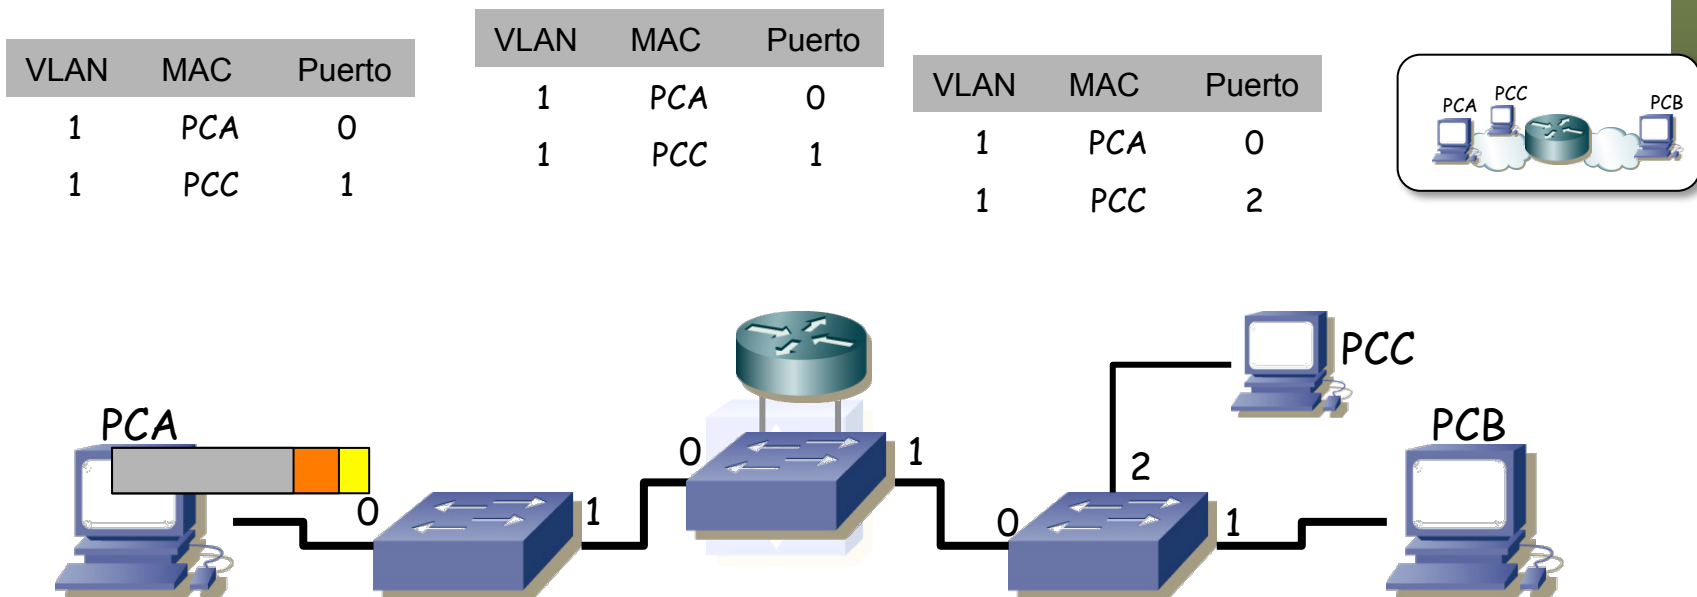 VLAN MAC Puerto
1 PCA 0
1 PCC 1
VLAN MAC Puerto
1 PCA 0
1 PCC 1
VLAN MAC Puerto
1 PCA 0
1 PCC 2
PCA PCC PCB
PCC
PCA
PCB
0 1
2
0 1
0 1